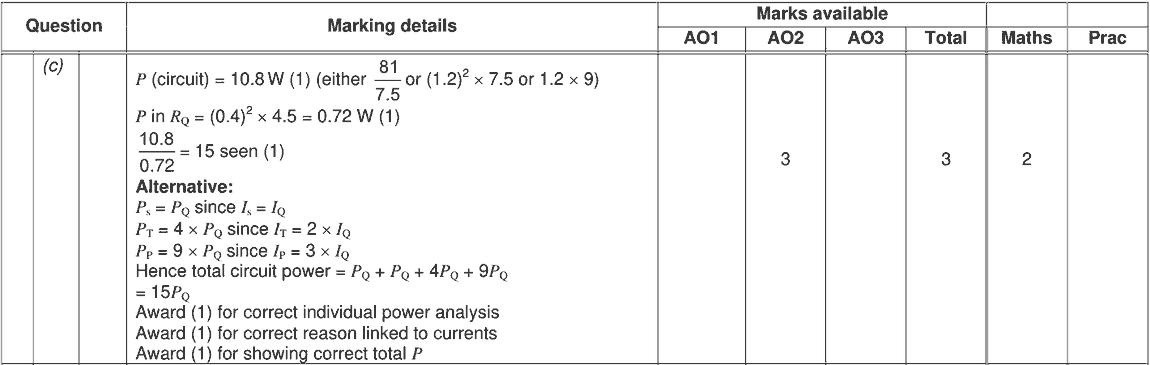 Question Marking details Marks available
AO1 AO2 AO3 Total Maths Prac
(c) P (circuit) = 10.8 W (1) (either 81/7.5 or (1.2)² × 7.5 or 1.2 × 9)
P in R_Q = (0.4)² × 4.5 = 0.72 W (1)
10.8/0.72 = 15 seen (1)
3 3 2
Alternative:
P_s = P_Q since I_s = I_Q
P_T = 4 × P_Q since I_T = 2 × I_Q
P_P = 9 × P_Q since I_P = 3 × I_Q
Hence total circuit power = P_Q + P_Q + 4P_Q + 9P_Q
= 15P_Q
Award (1) for correct individual power analysis
Award (1) for correct reason linked to currents
Award (1) for showing correct total P